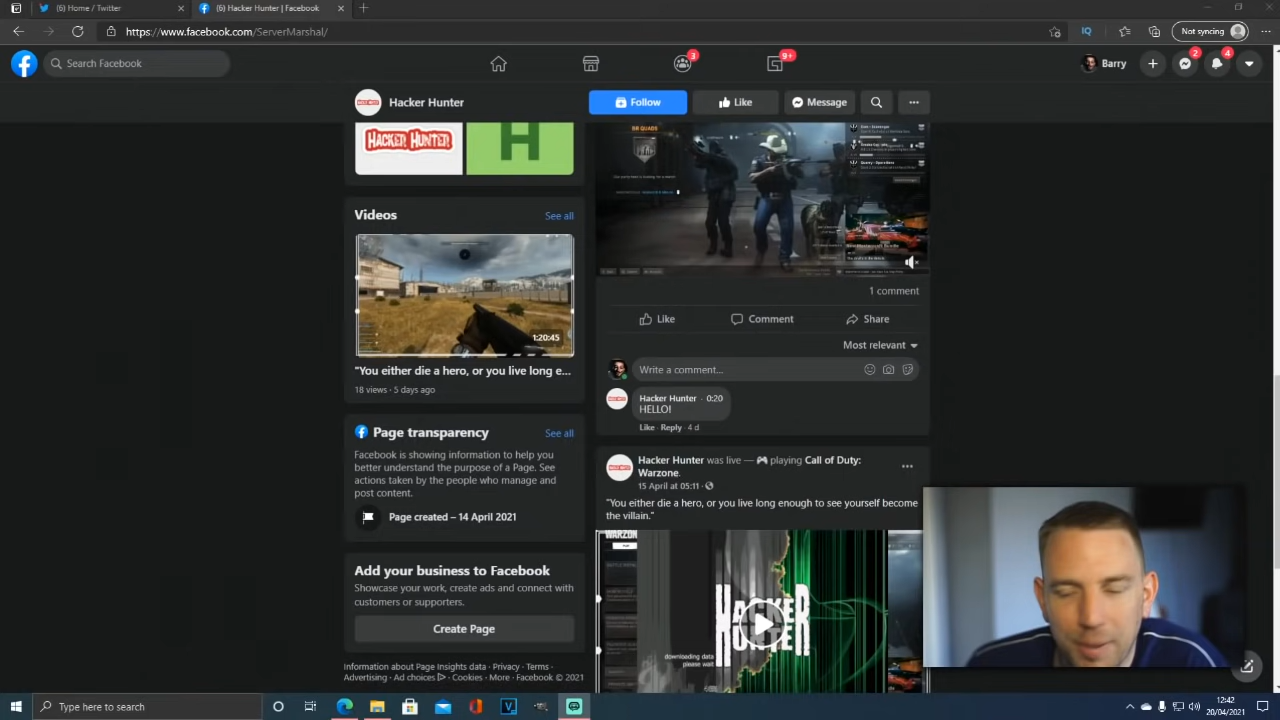 (6) Home / Twitter
(6) Hacker Hunter | Facebook
https://www.facebook.com/ServerMarshal/
IQ
Not syncing
Search Facebook
3
9+
Barry
2
4
Hacker Hunter
Follow
Like
Message
HACKER HUNTER
H
BR QUADS
Videos
See all
1:20:45
"You either die a hero, or you live long e...
18 views · 5 days ago
1 comment
Like
Comment
Share
Most relevant
Write a comment...
Hacker Hunter · 0:20
HELLO!
Like · Reply · 4 d
Page transparency
See all
Facebook is showing information to help you
better understand the purpose of a Page. See
actions taken by the people who manage and
post content.
Page created – 14 April 2021
Hacker Hunter was live — playing Call of Duty:
Warzone.
15 April at 05:11 ·
"You either die a hero, or you live long enough to see yourself become
the villain."
WARZONE
HACKER
HUNTER
downloading data
please wait
Add your business to Facebook
Showcase your work, create ads and connect with
customers or supporters.
Create Page
Information about Page Insights data · Privacy · Terms ·
Advertising · Ad choices · Cookies · More · Facebook © 2021
Type here to search
12:42
20/04/2021